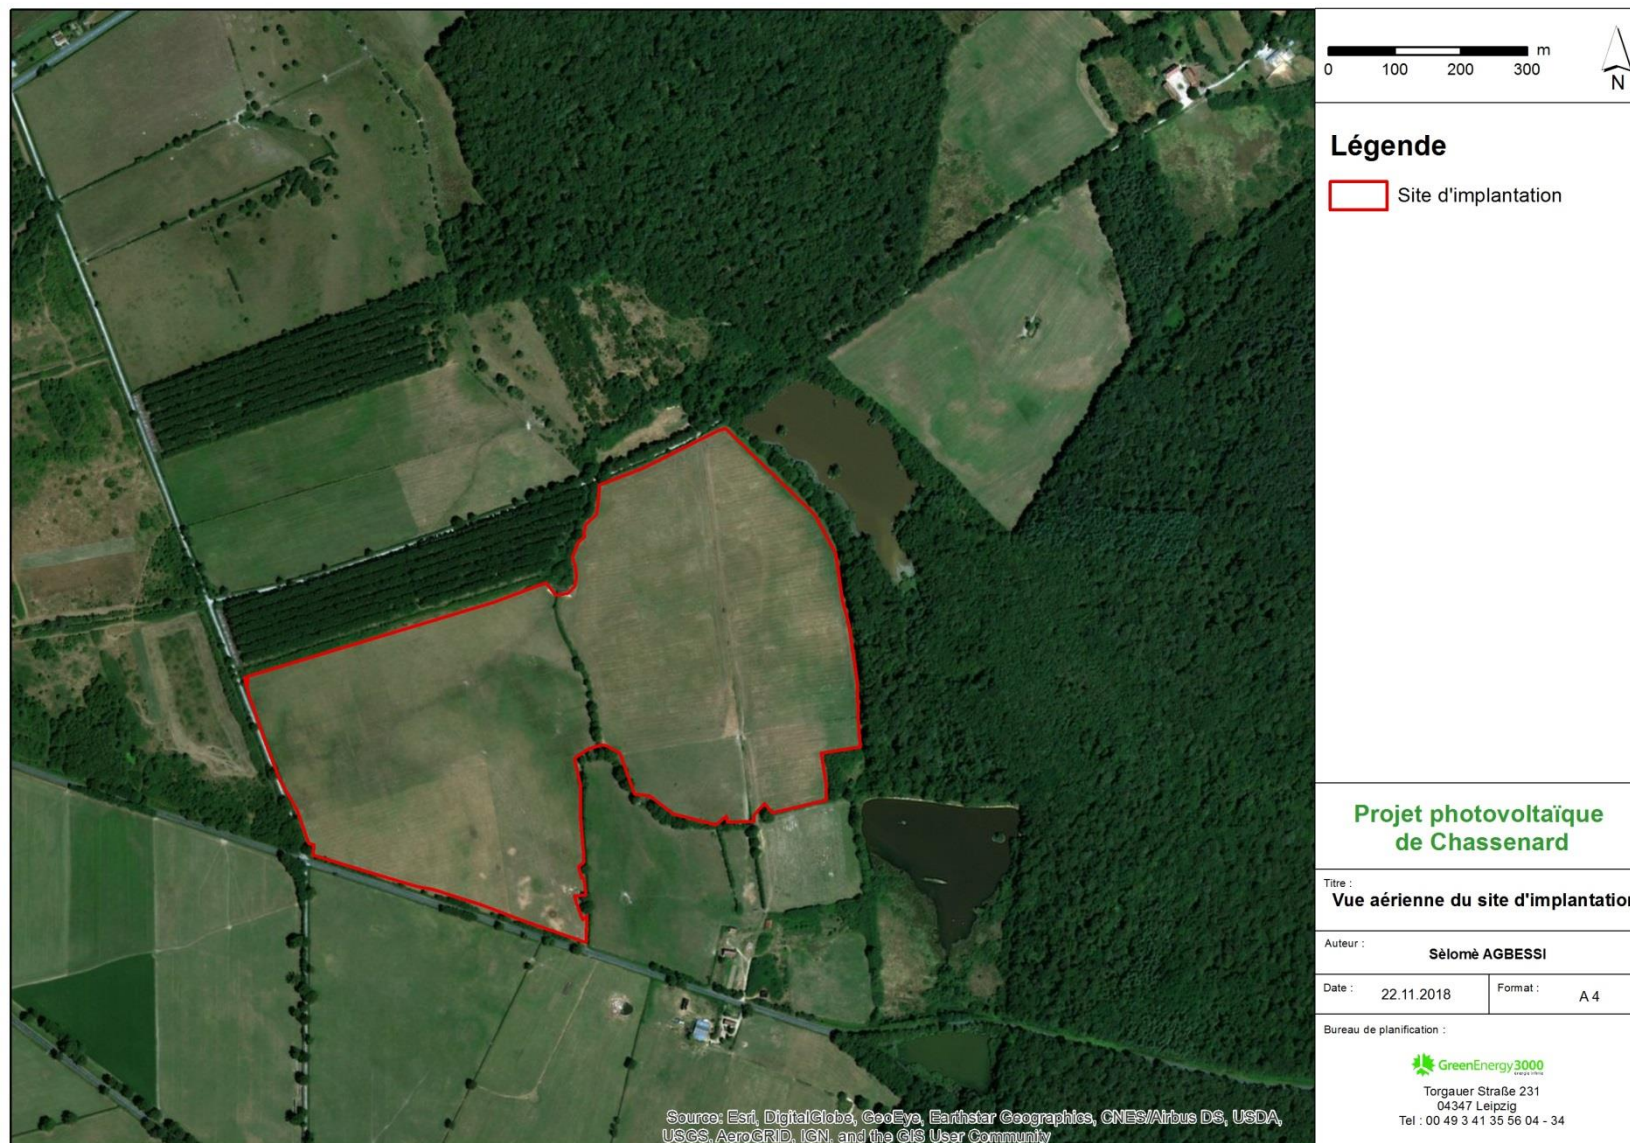 m
0 100 200 300
N
Légende
Site d'implantation
Projet photovoltaïque
de Chassenard
Titre :
Vue aérienne du site d'implantation
Auteur :
Sèlomè AGBESSI
Date :
22.11.2018
Format :
A 4
Bureau de planification :
GreenEnergy3000
Torgauer Straße 231
04347 Leipzig
Tel : 00 49 3 41 35 56 04 - 34
Source: Esri, DigitalGlobe, GeoEye, Earthstar Geographics, CNES/Airbus DS, USDA,
USGS, AeroGRID, IGN, and the GIS User Community